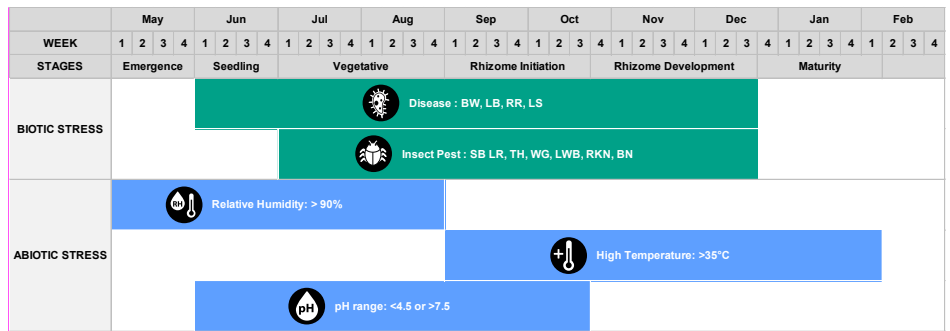 May Jun Jul Aug Sep Oct Nov Dec Jan Feb
WEEK 1 2 3 4 1 2 3 4 1 2 3 4 1 2 3 4 1 2 3 4 1 2 3 4 1 2 3 4 1 2 3 4 1 2 3 4 1 2 3 4
STAGES Emergence Seedling Vegetative Rhizome Initiation Rhizome Development Maturity
BIOTIC STRESS
Disease : BW, LB, RR, LS
Insect Pest : SB LR, TH, WG, LWB, RKN, BN
ABIOTIC STRESS
RH Relative Humidity: > 90%
+ High Temperature: >35°C
pH pH range: <4.5 or >7.5